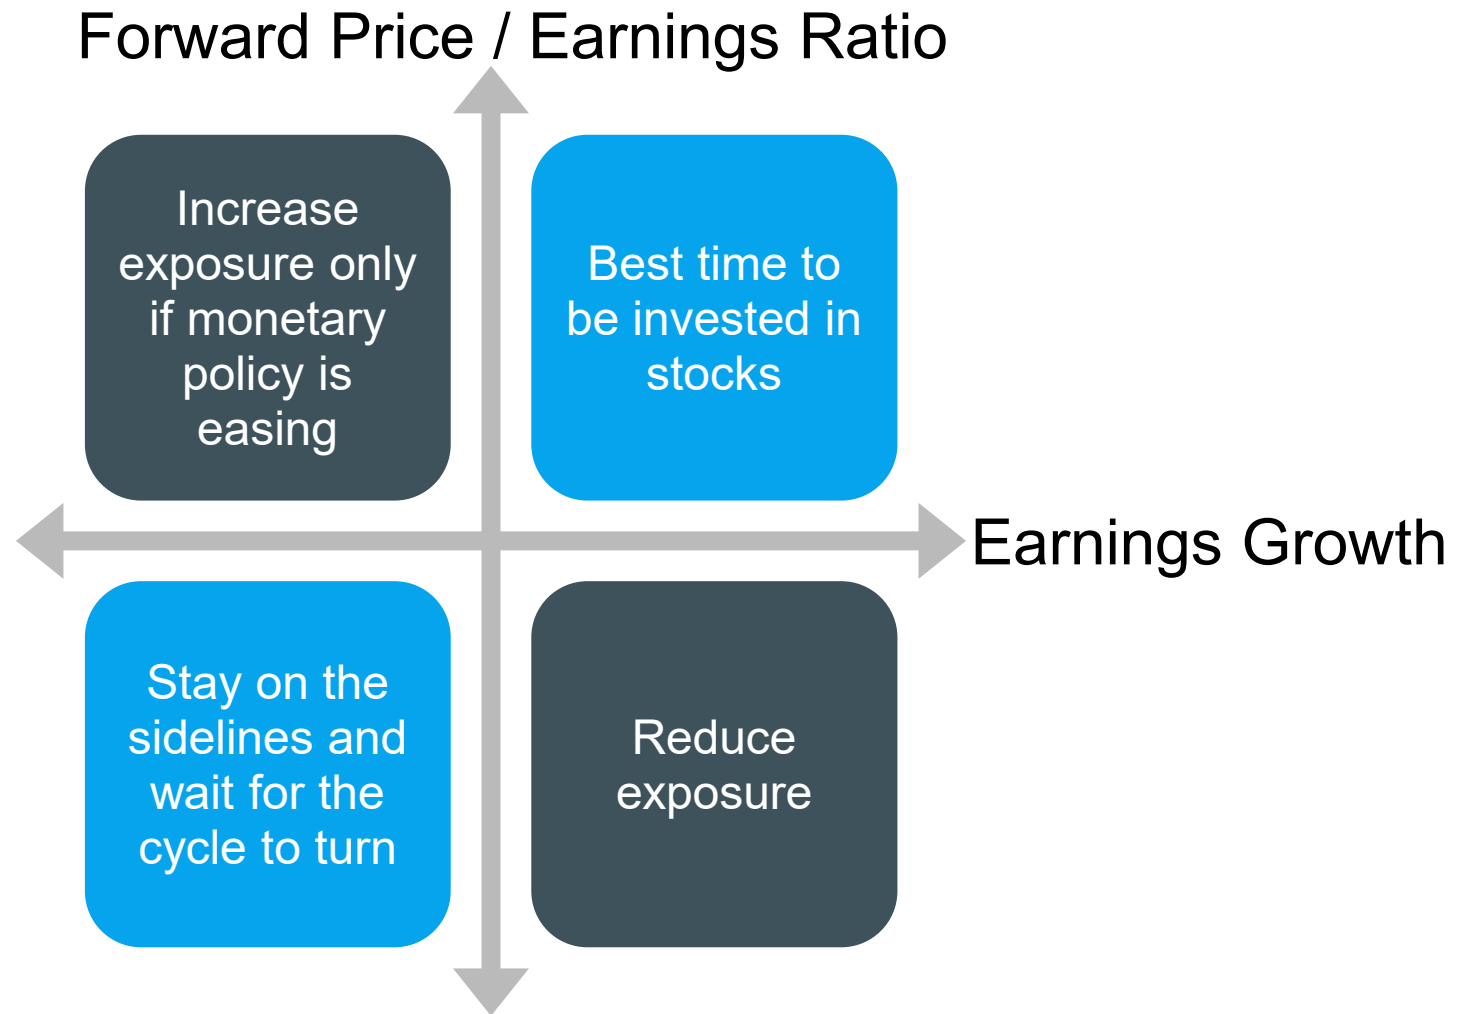 Forward Price / Earnings Ratio
Increase
exposure only
if monetary
policy is
easing
Best time to
be invested in
stocks
Earnings Growth
Stay on the
sidelines and
wait for the
cycle to turn
Reduce
exposure